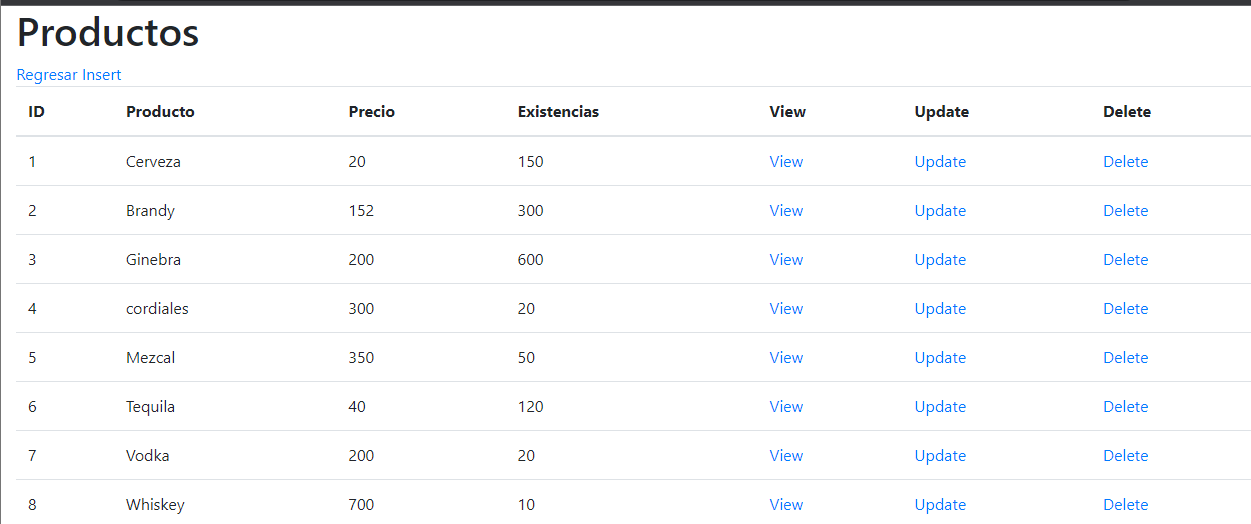 Productos
Regresar Insert
ID Producto Precio Existencias View Update Delete
1 Cerveza 20 150 View Update Delete
2 Brandy 152 300 View Update Delete
3 Ginebra 200 600 View Update Delete
4 cordiales 300 20 View Update Delete
5 Mezcal 350 50 View Update Delete
6 Tequila 40 120 View Update Delete
7 Vodka 200 20 View Update Delete
8 Whiskey 700 10 View Update Delete